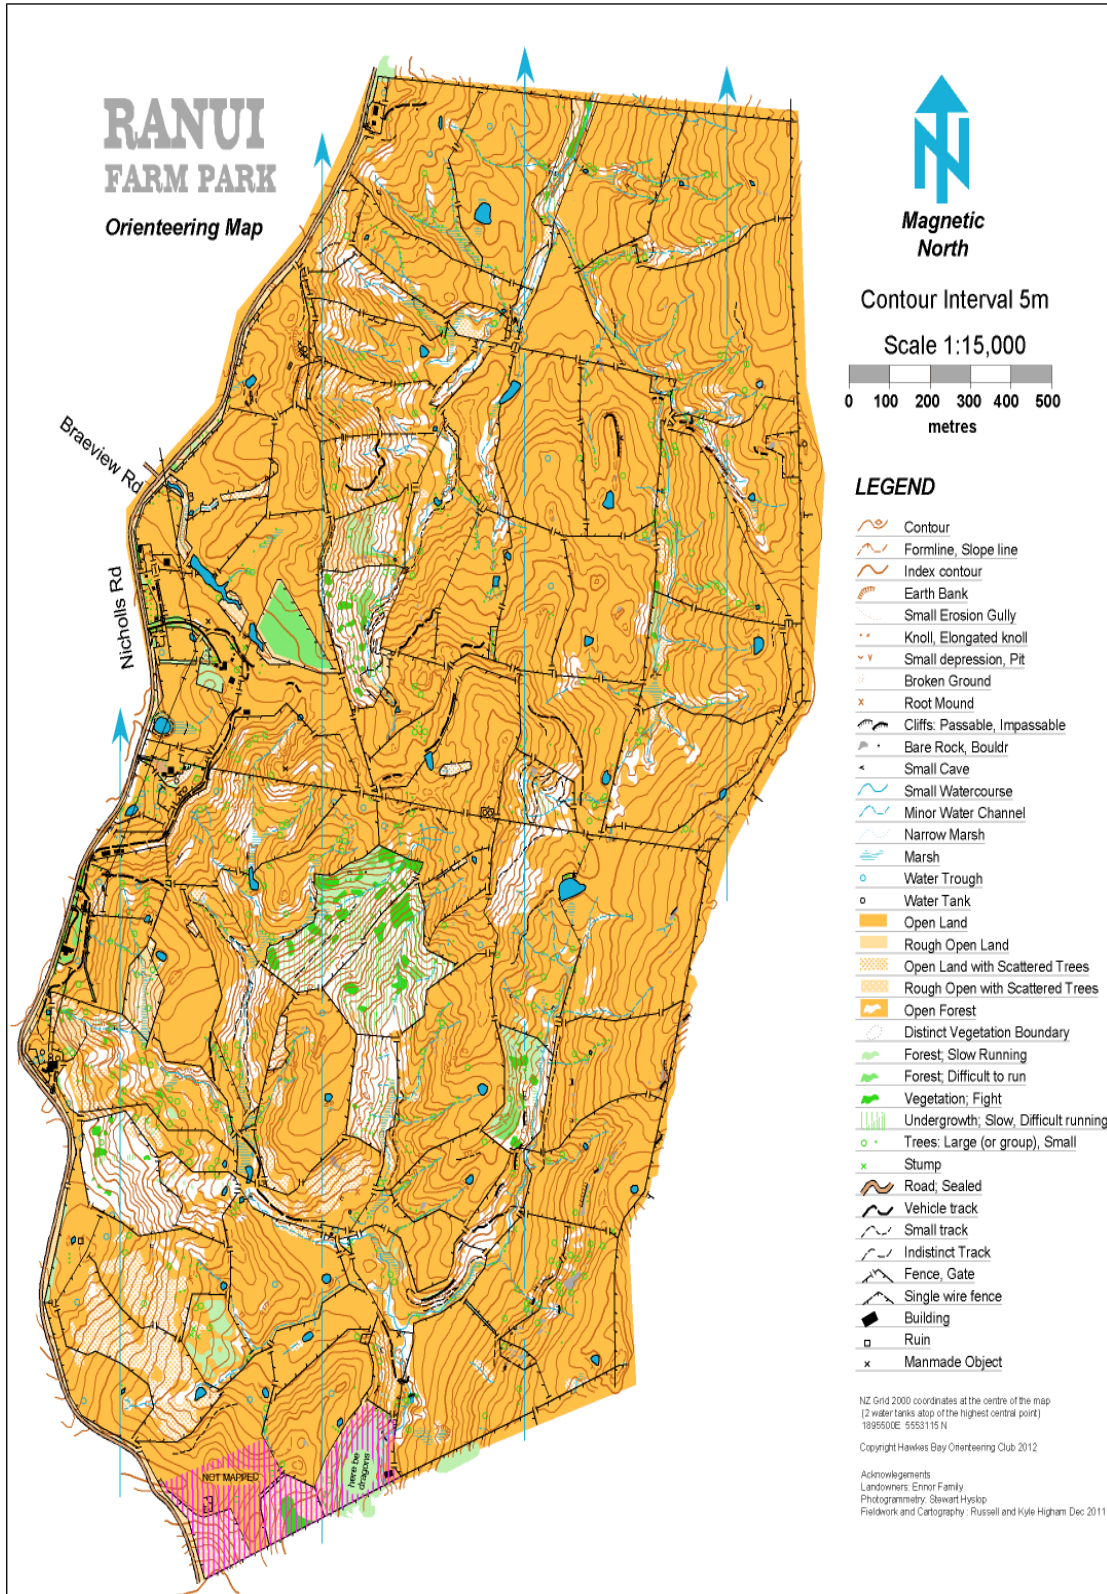 RANUI
FARM PARK
Orienteering Map
Magnetic
North
Contour Interval 5m
Scale 1:15,000
0 100 200 300 400 500
metres
Braeview Rd
Nicholls Rd
LEGEND
Contour
Formline, Slope line
Index contour
Earth Bank
Small Erosion Gully
Knoll, Elongated knoll
Small depression, Pit
Broken Ground
Root Mound
Cliffs: Passable, Impassable
Bare Rock, Bouldr
Small Cave
Small Watercourse
Minor Water Channel
Narrow Marsh
Marsh
Water Trough
Water Tank
Open Land
Rough Open Land
Open Land with Scattered Trees
Rough Open with Scattered Trees
Open Forest
Distinct Vegetation Boundary
Forest; Slow Running
Forest; Difficult to run
Vegetation; Fight
Undergrowth; Slow, Difficult running
Trees: Large (or group), Small
Stump
Road; Sealed
Vehicle track
Small track
Indistinct Track
Fence, Gate
Single wire fence
Building
Ruin
Manmade Object
NOT MAPPED
here be
dragons
NZ Grid 2000 coordinates at the centre of the map
(2 water tanks atop of the highest central point)
1895500E 5553115 N
Copyright Hawkes Bay Orienteering Club 2012
Acknowlegements
Landowners: Ennor Family
Photogrammetry: Stewart Hyslop
Fieldwork and Cartography : Russell and Kyle Higham Dec 2011